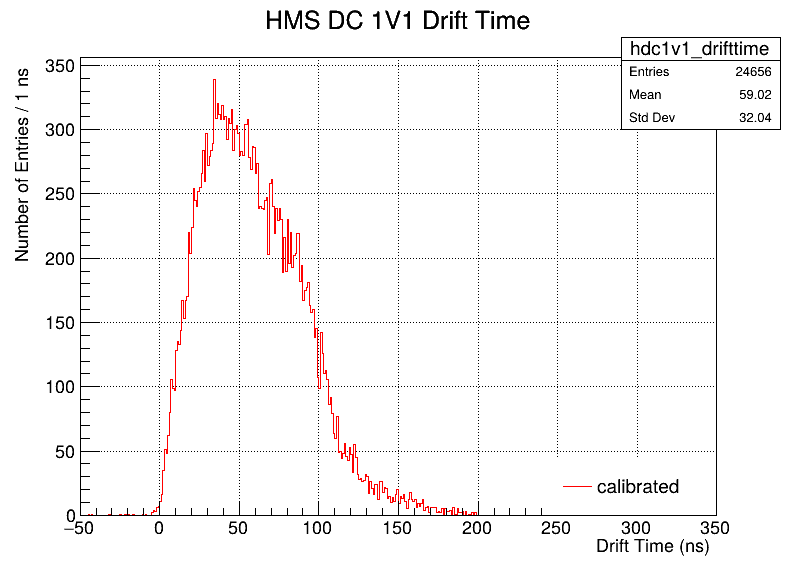 HMS DC 1V1 Drift Time
hdc1v1_drifttime
Entries 24656
Mean 59.02
Std Dev 32.04
Number of Entries / 1 ns
350
300
250
200
150
100
50
0
calibrated
−50 0 50 100 150 200 250 300 350
Drift Time (ns)